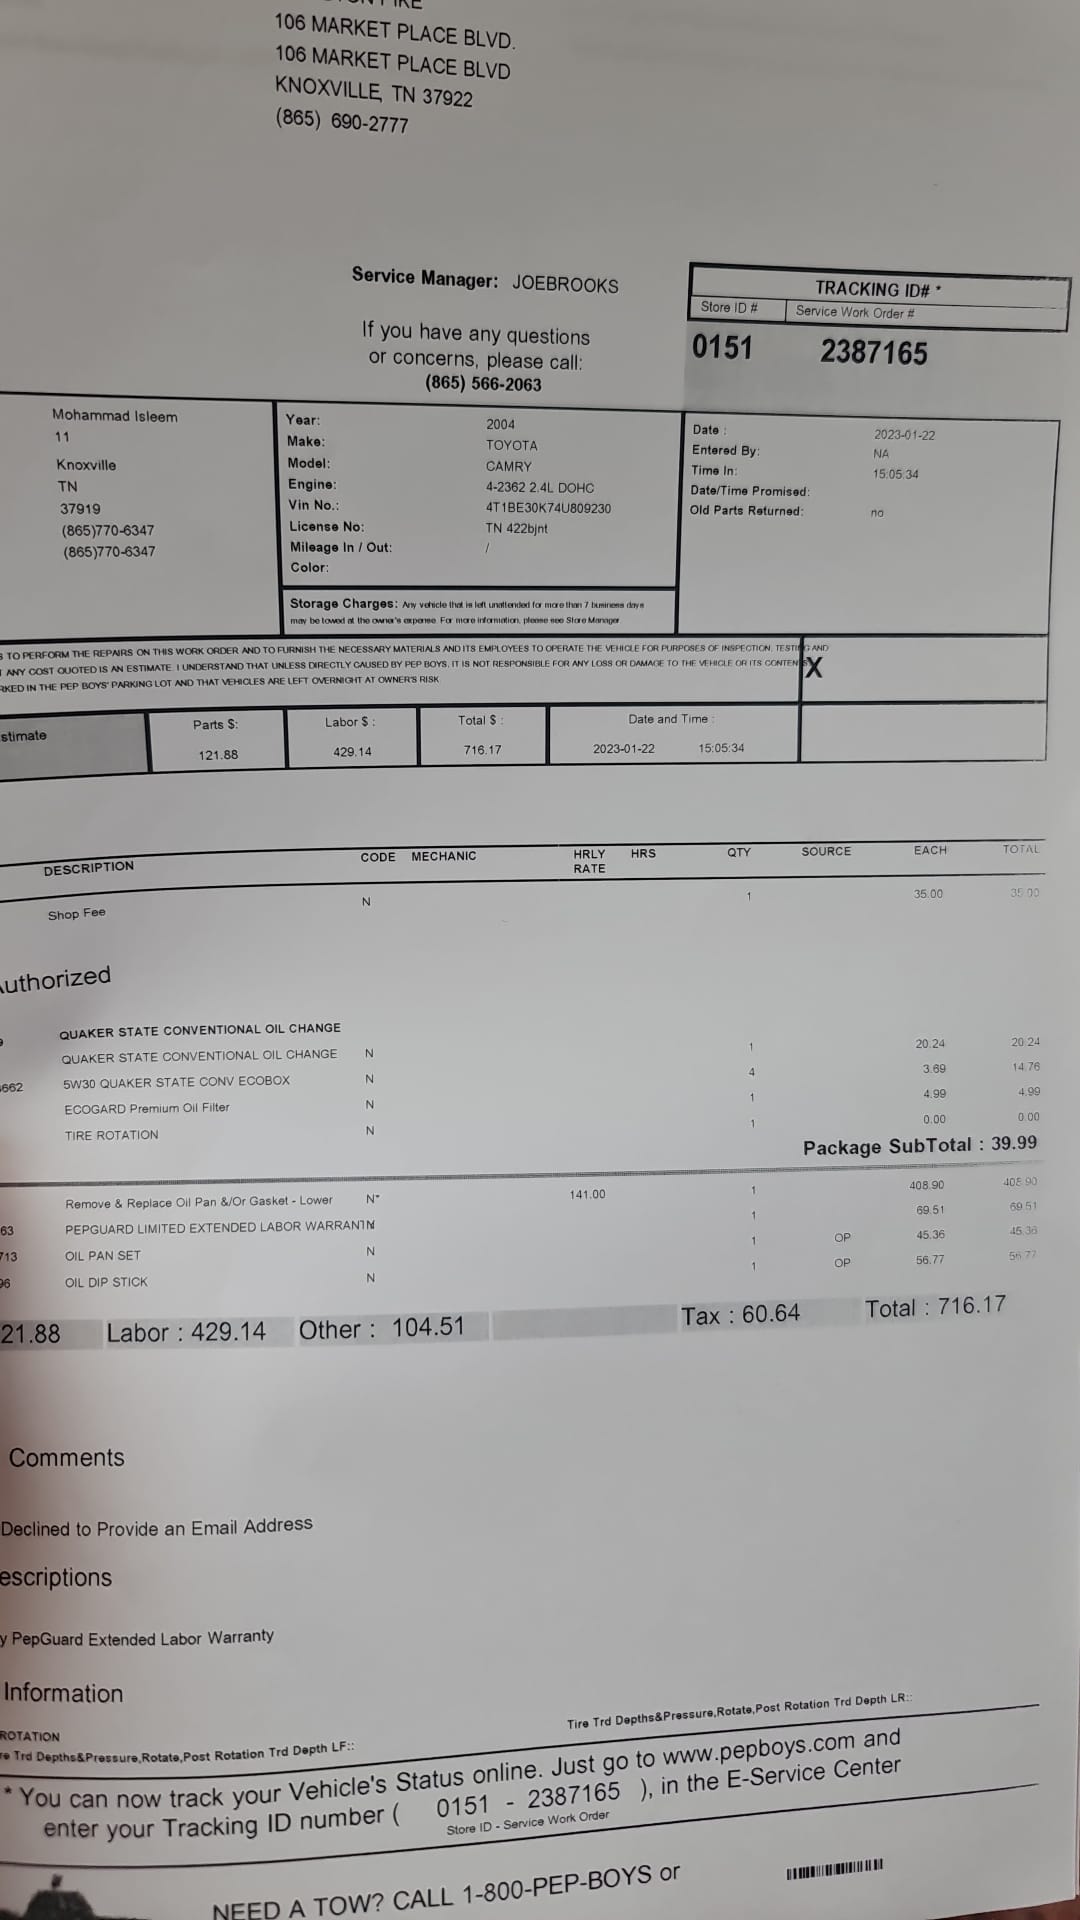 106 MARKET PLACE BLVD.
106 MARKET PLACE BLVD
KNOXVILLE, TN 37922
(865) 690-2777
Service Manager: JOEBROOKS
If you have any questions
or concerns, please call:
(865) 566-2063
TRACKING ID# *
Store ID # Service Work Order #
0151 2387165
Mohammad Isleem
11
Knoxville
TN
37919
(865)770-6347
(865)770-6347
Year: 2004
Make: TOYOTA
Model: CAMRY
Engine: 4-2362 2.4L DOHC
Vin No.: 4T1BE30K74U809230
License No: TN 422bjnt
Mileage In / Out: /
Color:
Storage Charges: Any vehicle that is left unattended for more than 7 business days
may be towed at the owner's expense. For more information, please see Store Manager
Date : 2023-01-22
Entered By: NA
Time In: 15:05:34
Date/Time Promised:
Old Parts Returned: no
S TO PERFORM THE REPAIRS ON THIS WORK ORDER AND TO FURNISH THE NECESSARY MATERIALS AND ITS EMPLOYEES TO OPERATE THE VEHICLE FOR PURPOSES OF INSPECTION, TESTING AND
ANY COST QUOTED IS AN ESTIMATE. I UNDERSTAND THAT UNLESS DIRECTLY CAUSED BY PEP BOYS, IT IS NOT RESPONSIBLE FOR ANY LOSS OR DAMAGE TO THE VEHICLE OR ITS CONTENTS
RKED IN THE PEP BOYS' PARKING LOT AND THAT VEHICLES ARE LEFT OVERNIGHT AT OWNER'S RISK.
X
stimate Parts $: Labor $ : Total $ : Date and Time :
121.88 429.14 716.17 2023-01-22 15:05:34
DESCRIPTION CODE MECHANIC HRLY RATE HRS QTY SOURCE EACH TOTAL
Shop Fee N 1 35.00 35.00
uthorized
9 QUAKER STATE CONVENTIONAL OIL CHANGE
QUAKER STATE CONVENTIONAL OIL CHANGE N 1 20.24 20.24
662 5W30 QUAKER STATE CONV ECOBOX N 4 3.69 14.76
ECOGARD Premium Oil Filter N 1 4.99 4.99
TIRE ROTATION N 1 0.00 0.00
Package SubTotal : 39.99
Remove & Replace Oil Pan &/Or Gasket - Lower N* 141.00 1 408.90 408.90
63 PEPGUARD LIMITED EXTENDED LABOR WARRANTN 1 69.51 69.51
713 OIL PAN SET N 1 OP 45.36 45.36
96 OIL DIP STICK N 1 OP 56.77 56.77
21.88 Labor : 429.14 Other : 104.51 Tax : 60.64 Total : 716.17
Comments
Declined to Provide an Email Address
escriptions
y PepGuard Extended Labor Warranty
Information
ROTATION
re Trd Depths&Pressure,Rotate,Post Rotation Trd Depth LF:: Tire Trd Depths&Pressure,Rotate,Post Rotation Trd Depth LR::
* You can now track your Vehicle's Status online. Just go to www.pepboys.com and
enter your Tracking ID number ( 0151 - 2387165 ), in the E-Service Center
Store ID - Service Work Order
NEED A TOW? CALL 1-800-PEP-BOYS or